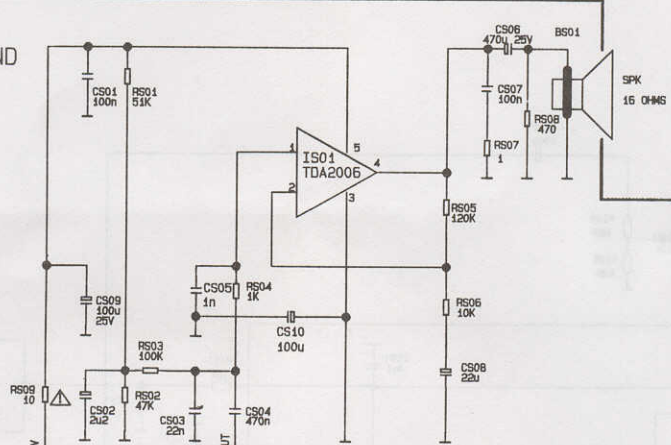 ND
CS01
100n
RS01
51K
CS06
470u 25V
BS01
CS07
100n
SPK
16 OHMS
RS08
470
RS07
1
1
IS01
TDA2006
5
4
2
3
RS05
120K
CS05
1n
RS04
1K
CS09
100u
25V
CS10
100u
RS06
10K
RS03
100K
CS08
22u
RS09
10
CS02
2u2
RS02
47K
CS03
22n
CS04
470n
V
UT